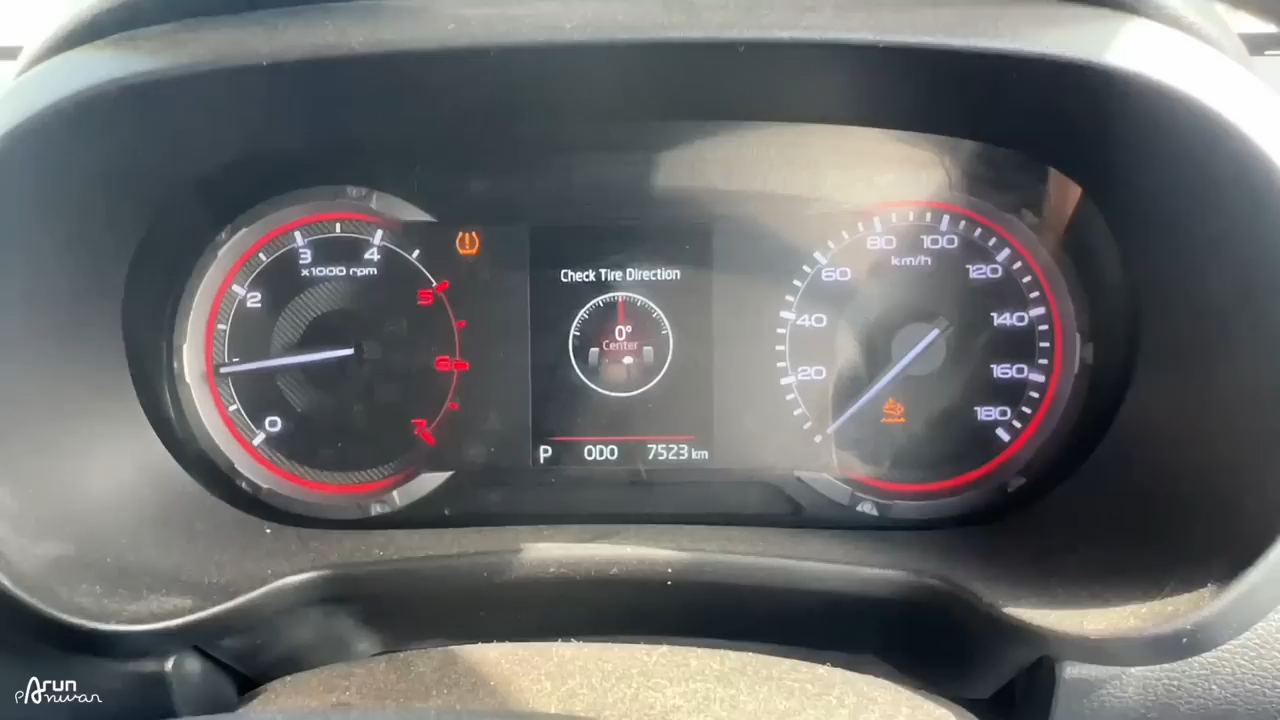 3
4
x1000 rpm
2
5
6
0
7
Check Tire Direction
0°
Center
P ODO 7523 km
80 100
km/h
60
120
40
140
20
160
180
Arun
Panwar